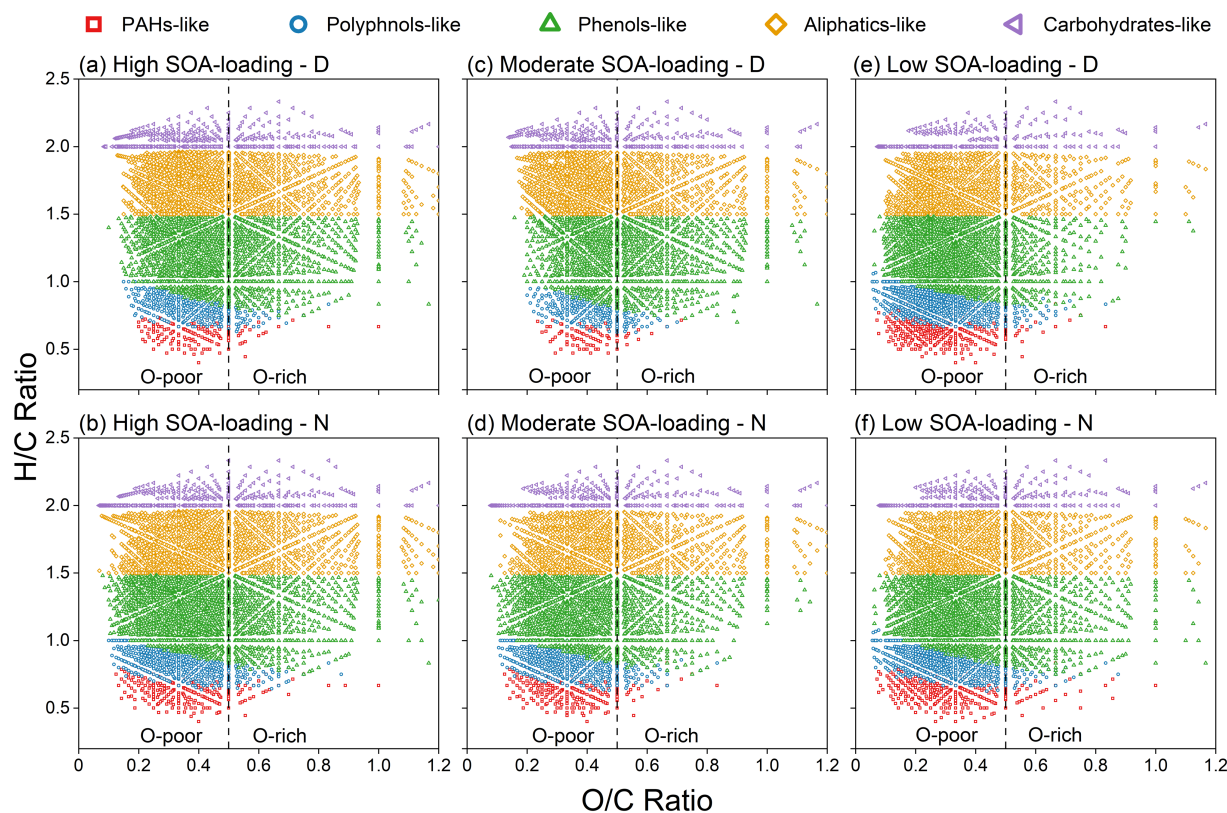 PAHs-like Polyphnols-like Phenols-like Aliphatics-like Carbohydrates-like
(a) High SOA-loading - D (c) Moderate SOA-loading - D (e) Low SOA-loading - D
2.5
2.0
1.5
1.0
0.5
O-poor O-rich O-poor O-rich O-poor O-rich
H/C Ratio
(b) High SOA-loading - N (d) Moderate SOA-loading - N (f) Low SOA-loading - N
2.5
2.0
1.5
1.0
0.5
O-poor O-rich O-poor O-rich O-poor O-rich
0 0.2 0.4 0.6 0.8 1.0 1.2 0 0.2 0.4 0.6 0.8 1.0 1.2 0 0.2 0.4 0.6 0.8 1.0 1.2
O/C Ratio